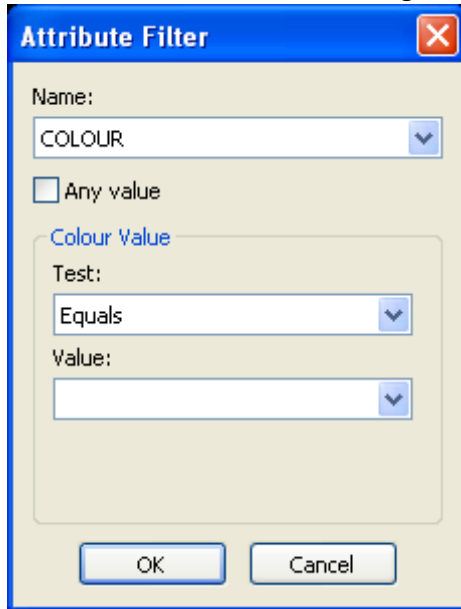 Attribute Filter
Name:
COLOUR
Any value
Colour Value
Test:
Equals
Value:
OK Cancel